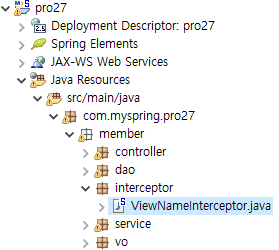 pro27
Deployment Descriptor: pro27
Spring Elements
JAX-WS Web Services
Java Resources
src/main/java
com.myspring.pro27
member
controller
dao
interceptor
ViewNameInterceptor.java
service
vo